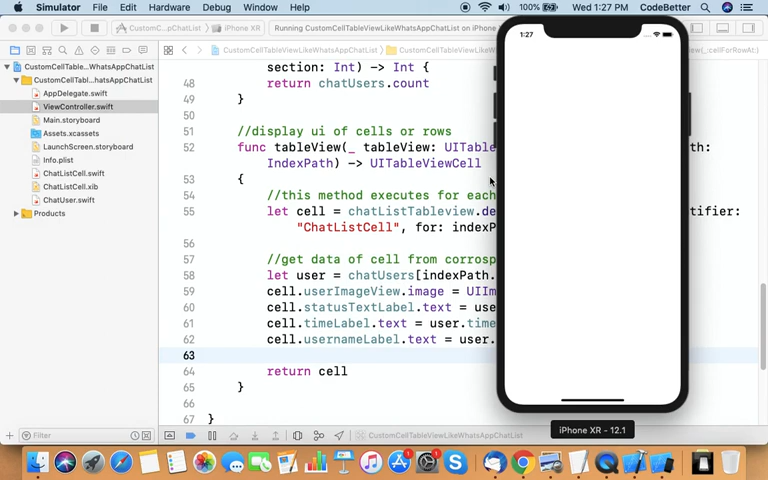 Simulator File Edit Hardware Debug Window Help 100% Wed 1:27 PM CodeBetter
CustomC...pChatList iPhone XR Running CustomCellTableViewLikeWhatsAppChatList on iPhone
CustomCellTableViewLikeWhatsAppChatList
CustomCellTabl...WhatsAppChatList
CustomCellTabl...hatsAppChatList
AppDelegate.swift
ViewController.swift
Main.storyboard
Assets.xcassets
LaunchScreen.storyboard
Info.plist
ChatListCell.swift
ChatListCell.xib
ChatUser.swift
Products
Filter
section: Int) -> Int {
48 return chatUsers.count
49 }
50
51 //display ui of cells or rows
52 func tableView(_ tableView: UITable th:
IndexPath) -> UITableViewCell
53 {
54 //this method executes for each
55 let cell = chatListTableview.de ntifier:
"ChatListCell", for: indexP
56
57 //get data of cell from corrosp
58 let user = chatUsers[indexPath.
59 cell.userImageView.image = UIIm
60 cell.statusTextLabel.text = use
61 cell.timeLabel.text = user.time
62 cell.usernameLabel.text = user.
63
64 return cell
65 }
66
67 }
CustomCellTableViewLikeWhatsAppChatList
1:27
iPhone XR - 12.1